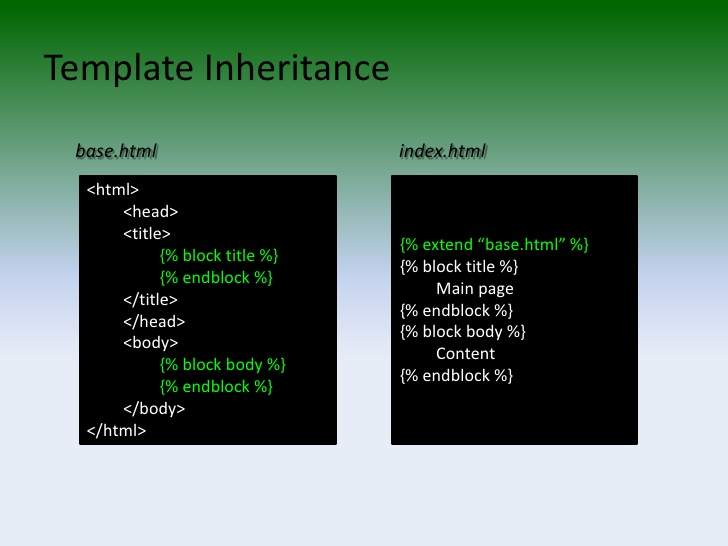 Template Inheritance
base.html
<html>
<head>
<title>
{% block title %}
{% endblock %}
</title>
</head>
<body>
{% block body %}
{% endblock %}
</body>
</html>
index.html
{% extend “base.html” %}
{% block title %}
Main page
{% endblock %}
{% block body %}
Content
{% endblock %}